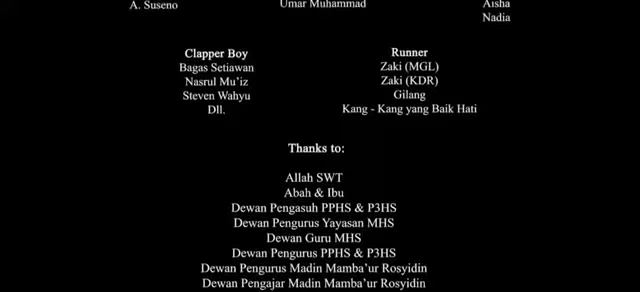 A. Suseno
Umar Muhammad
Aisha
Nadia
Clapper Boy
Bagas Setiawan
Nasrul Mu'iz
Steven Wahyu
Dll.
Runner
Zaki (MGL)
Zaki (KDR)
Gilang
Kang - Kang yang Baik Hati
Thanks to:
Allah SWT
Abah & Ibu
Dewan Pengasuh PPHS & P3HS
Dewan Pengurus Yayasan MHS
Dewan Guru MHS
Dewan Pengurus PPHS & P3HS
Dewan Pengurus Madin Mamba'ur Rosyidin
Dewan Pengajar Madin Mamba'ur Rosyidin